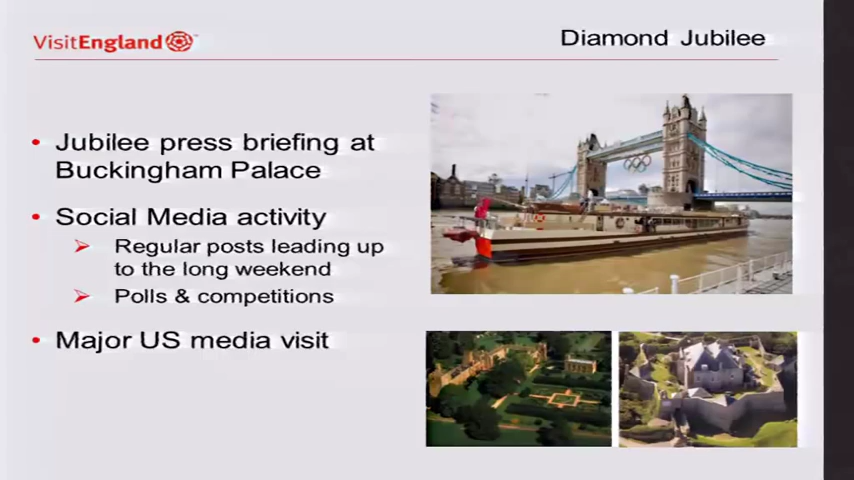 VisitEngland
Diamond Jubilee
• Jubilee press briefing at
Buckingham Palace
• Social Media activity
Regular posts leading up
to the long weekend
Polls & competitions
• Major US media visit